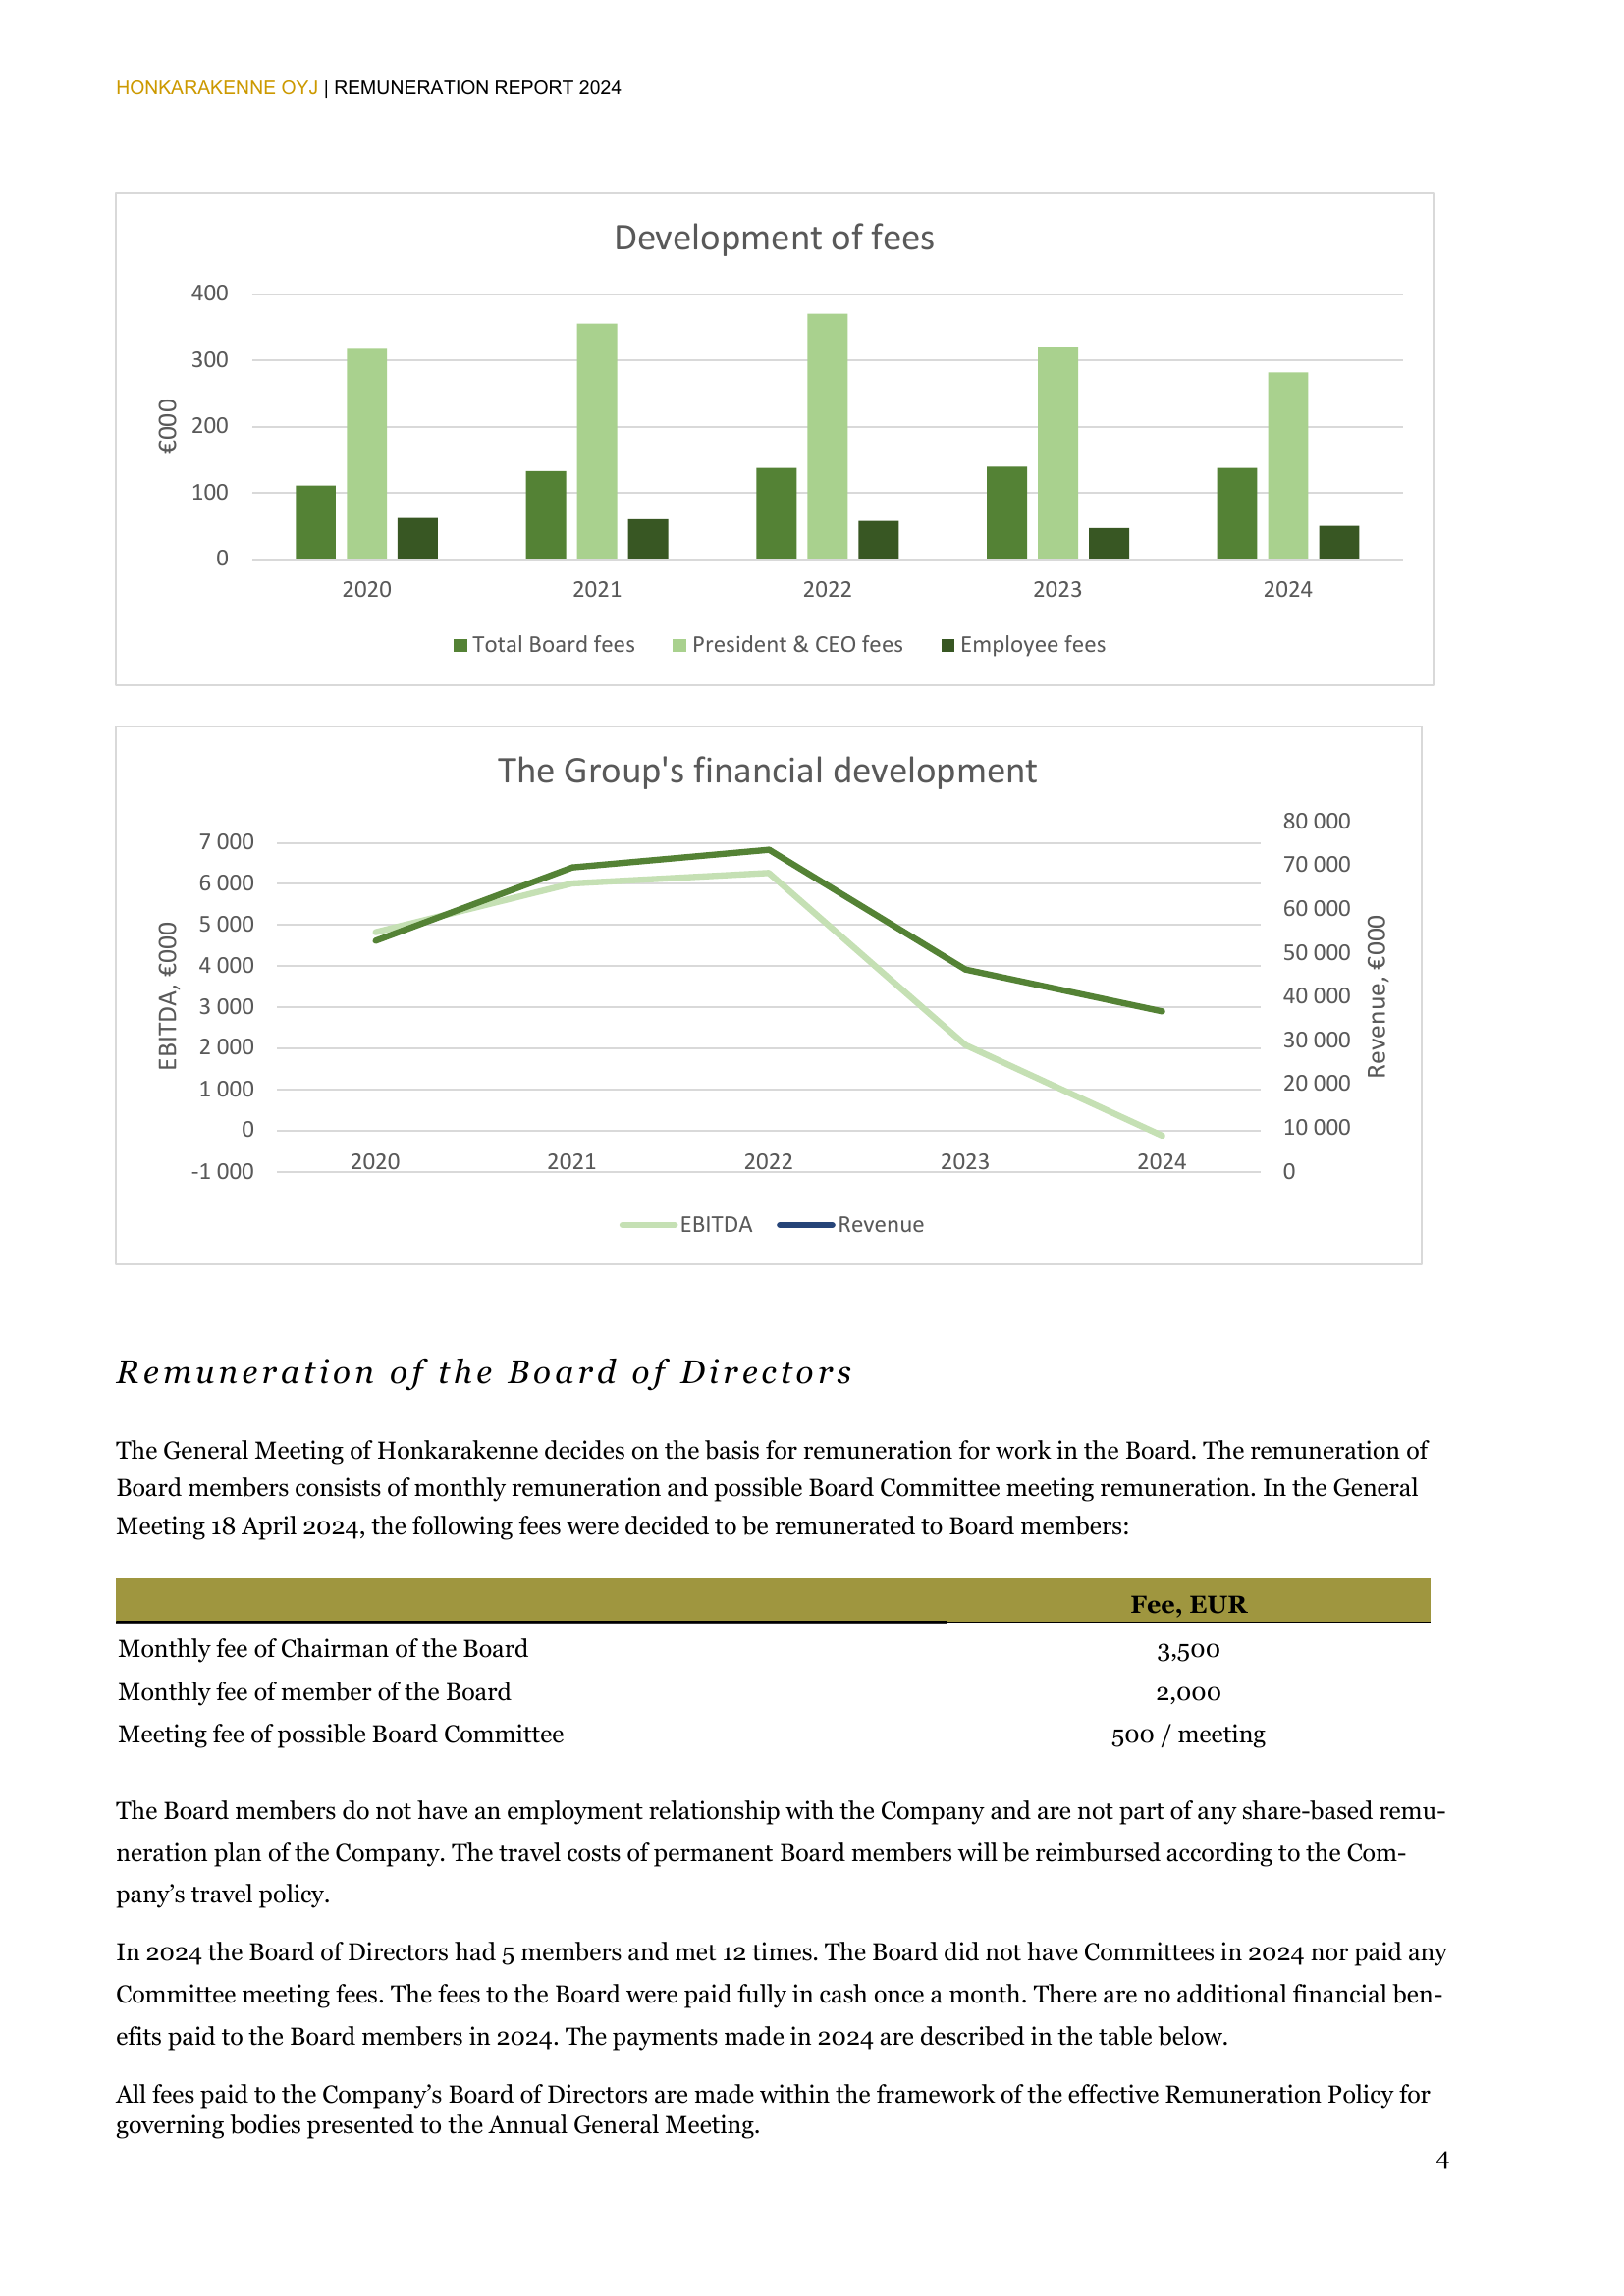 HONKARAKENNE OYJ | REMUNERATION REPORT 2024
Development of fees
400
300
200
100
0
€000
2020 2021 2022 2023 2024
Total Board fees President & CEO fees Employee fees
The Group's financial development
7 000
6 000
5 000
4 000
3 000
2 000
1 000
0
-1 000
EBITDA, €000
80 000
70 000
60 000
50 000
40 000
30 000
20 000
10 000
0
Revenue, €000
2020 2021 2022 2023 2024
EBITDA Revenue
Remuneration of the Board of Directors
The General Meeting of Honkarakenne decides on the basis for remuneration for work in the Board. The remuneration of
Board members consists of monthly remuneration and possible Board Committee meeting remuneration. In the General
Meeting 18 April 2024, the following fees were decided to be remunerated to Board members:
Fee, EUR
Monthly fee of Chairman of the Board 3,500
Monthly fee of member of the Board 2,000
Meeting fee of possible Board Committee 500 / meeting
The Board members do not have an employment relationship with the Company and are not part of any share-based remu-
neration plan of the Company. The travel costs of permanent Board members will be reimbursed according to the Com-
pany’s travel policy.
In 2024 the Board of Directors had 5 members and met 12 times. The Board did not have Committees in 2024 nor paid any
Committee meeting fees. The fees to the Board were paid fully in cash once a month. There are no additional financial ben-
efits paid to the Board members in 2024. The payments made in 2024 are described in the table below.
All fees paid to the Company’s Board of Directors are made within the framework of the effective Remuneration Policy for
governing bodies presented to the Annual General Meeting.
4